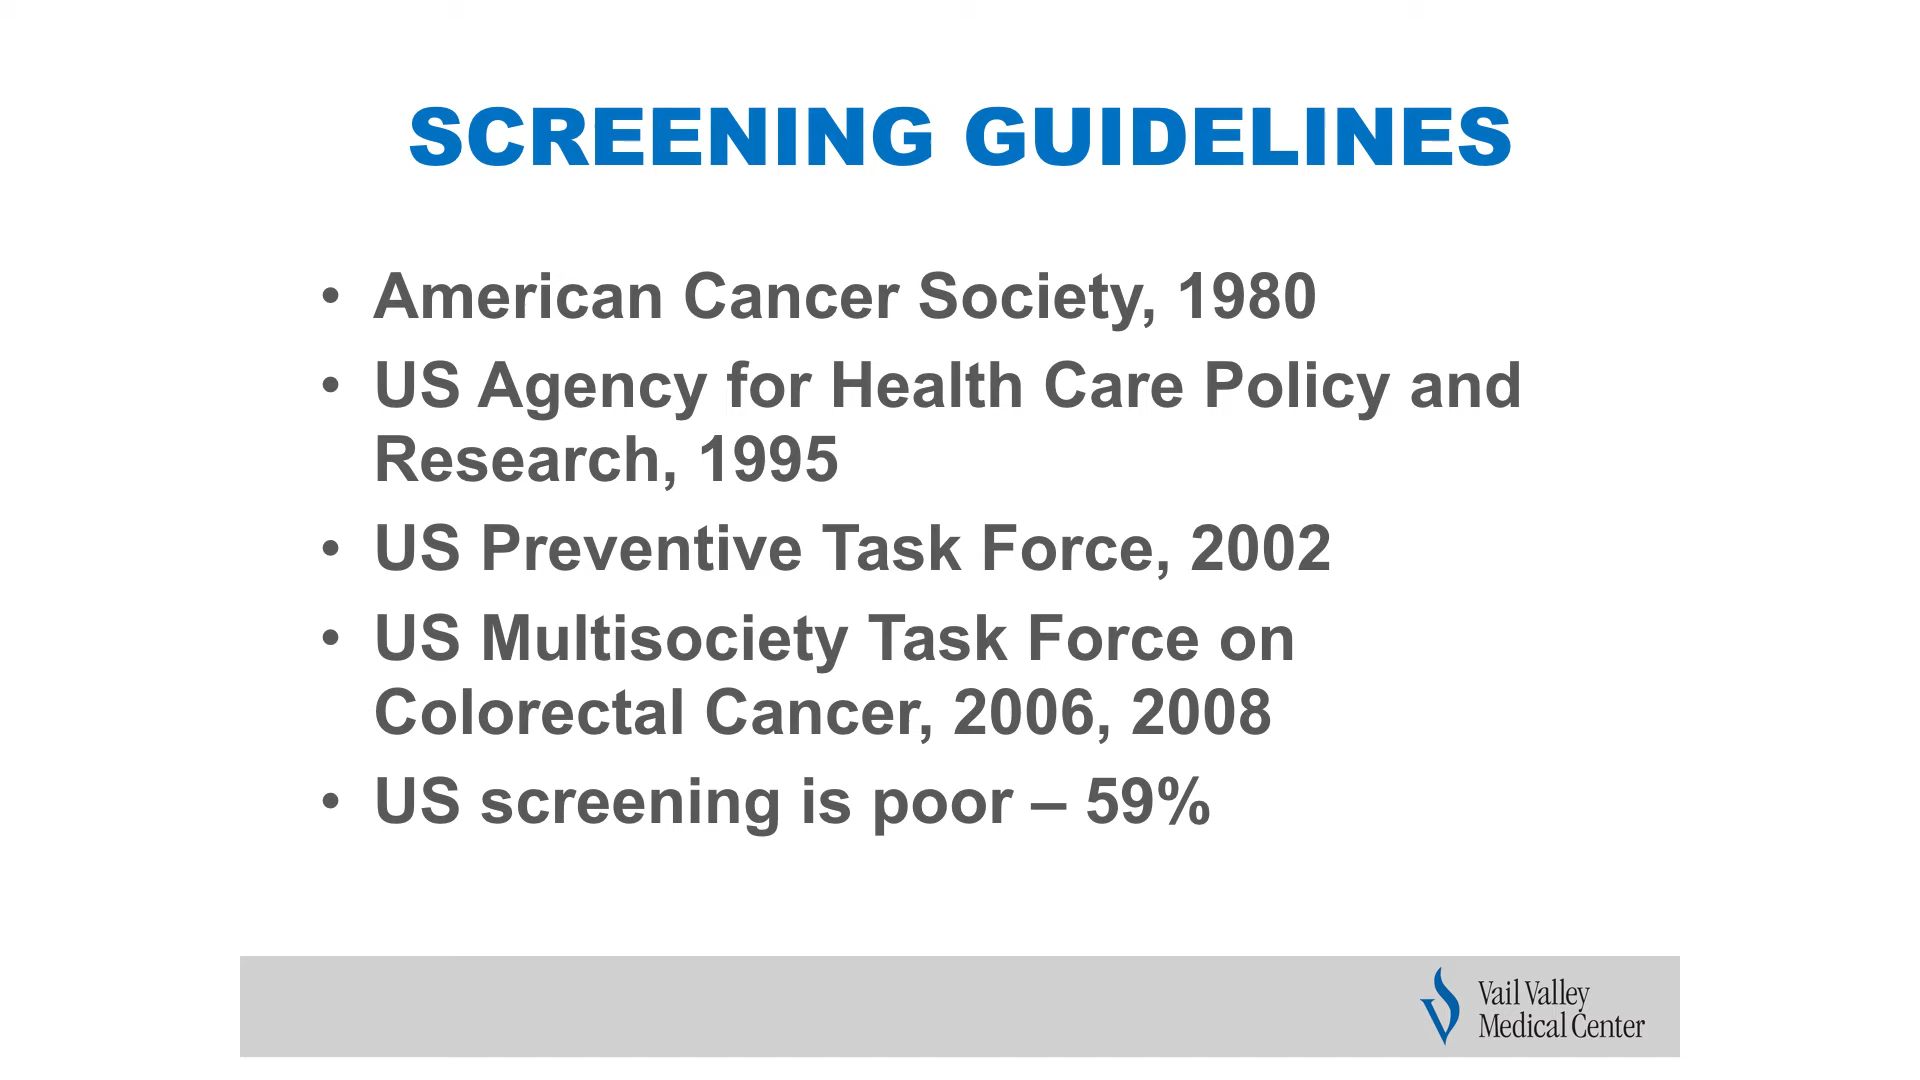 SCREENING GUIDELINES
• American Cancer Society, 1980
• US Agency for Health Care Policy and
Research, 1995
• US Preventive Task Force, 2002
• US Multisociety Task Force on
Colorectal Cancer, 2006, 2008
• US screening is poor – 59%
Vail Valley
Medical Center